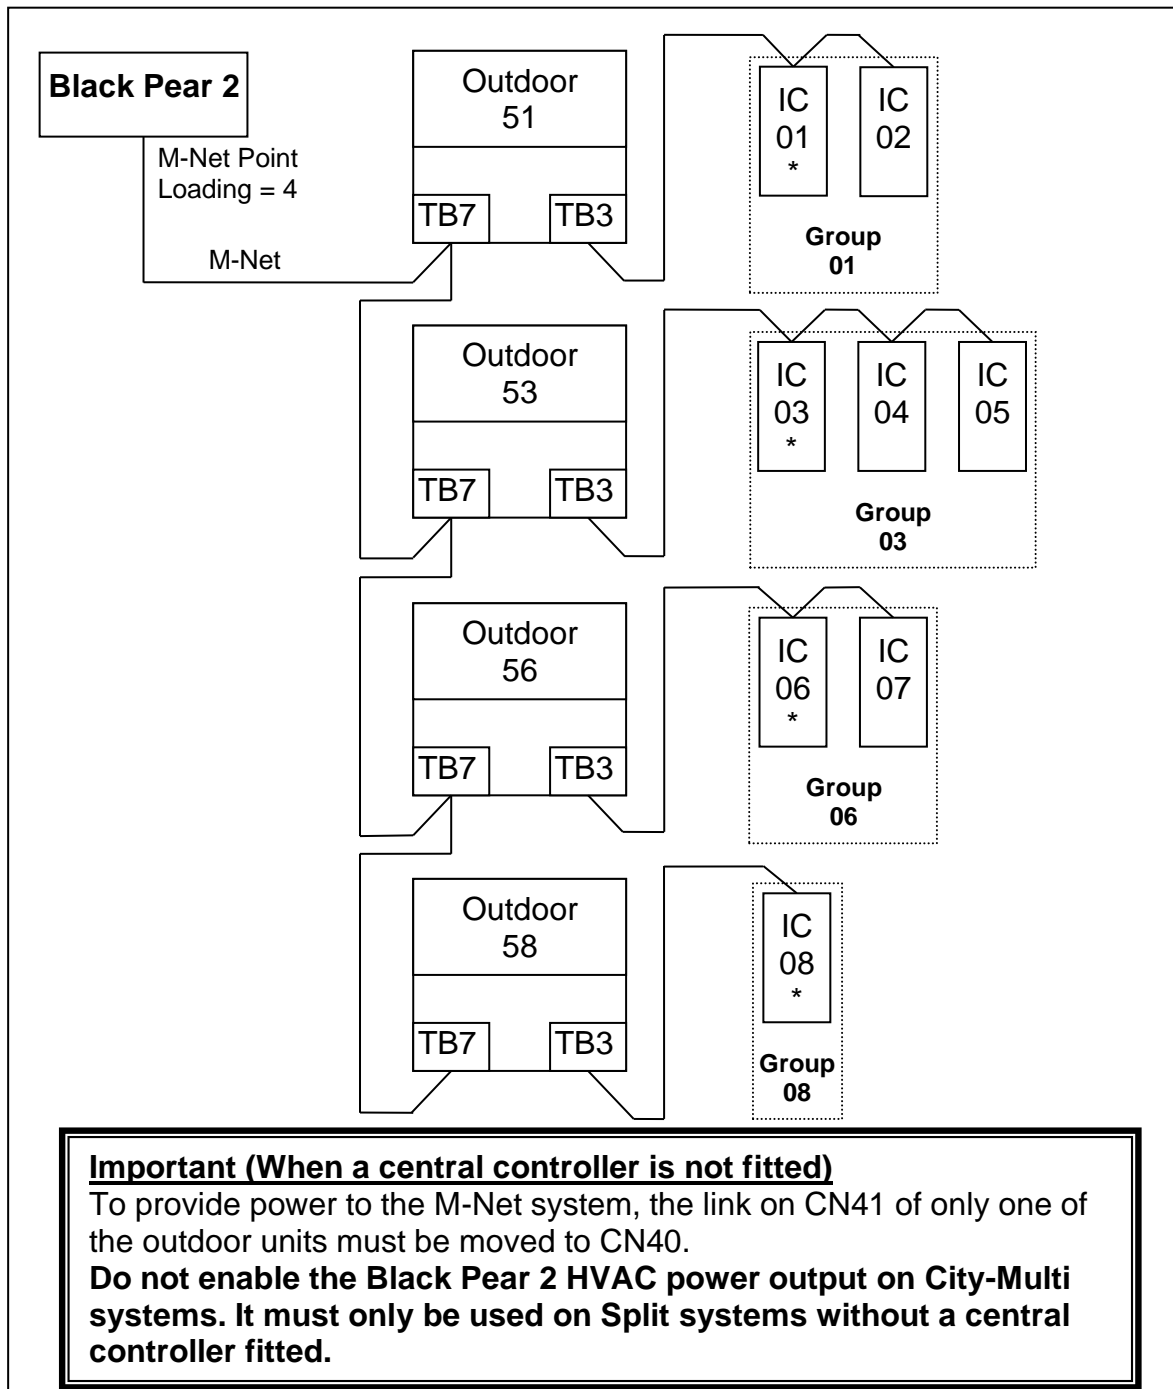 Black Pear 2
M-Net Point
Loading = 4
M-Net
Outdoor
51
TB7
TB3
IC
01
*
IC
02
Group
01
Outdoor
53
TB7
TB3
IC
03
*
IC
04
IC
05
Group
03
Outdoor
56
TB7
TB3
IC
06
*
IC
07
Group
06
Outdoor
58
TB7
TB3
IC
08
*
Group
08
Important (When a central controller is not fitted)
To provide power to the M-Net system, the link on CN41 of only one of
the outdoor units must be moved to CN40.
Do not enable the Black Pear 2 HVAC power output on City-Multi
systems. It must only be used on Split systems without a central
controller fitted.